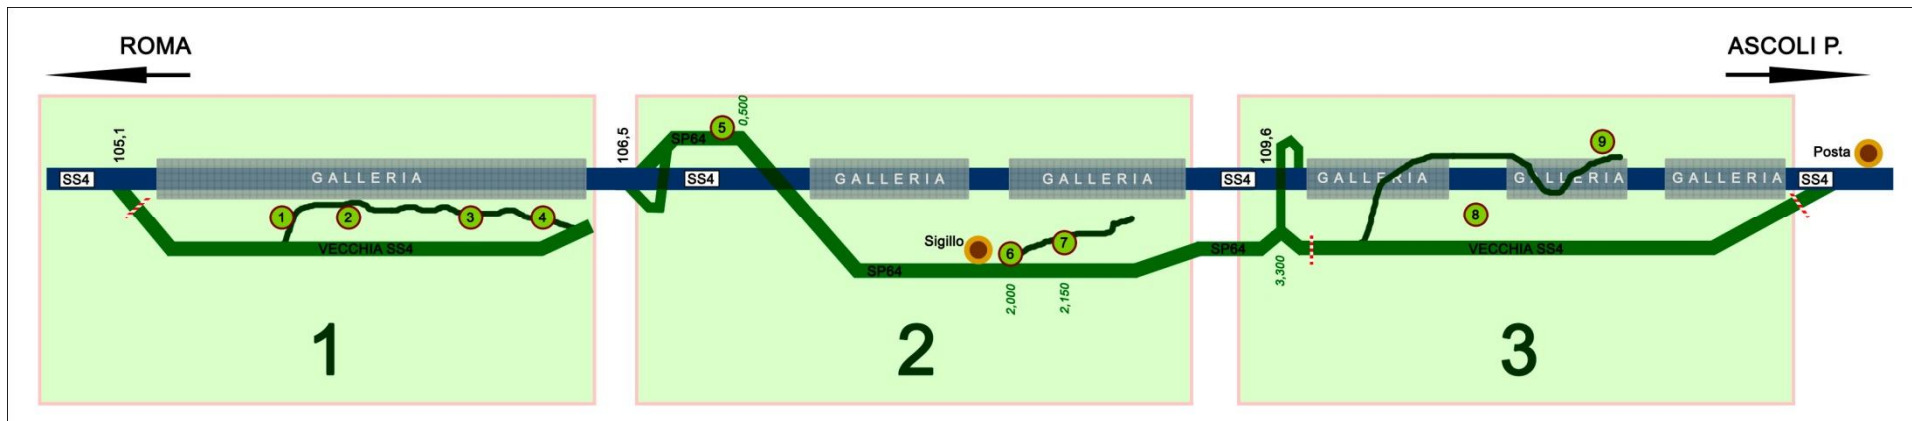 ROMA
ASCOLI P.
105,1
SS4
GALLERIA
1
2
3
4
VECCHIA SS4
1
106,5
SP64
5
0,500
SS4
GALLERIA
GALLERIA
Sigillo
6
7
SP64
2,000
2,150
2
SS4
SP64
109,6
3,300
GALLERIA
GALLERIA
GALLERIA
9
8
VECCHIA SS4
3
SS4
Posta